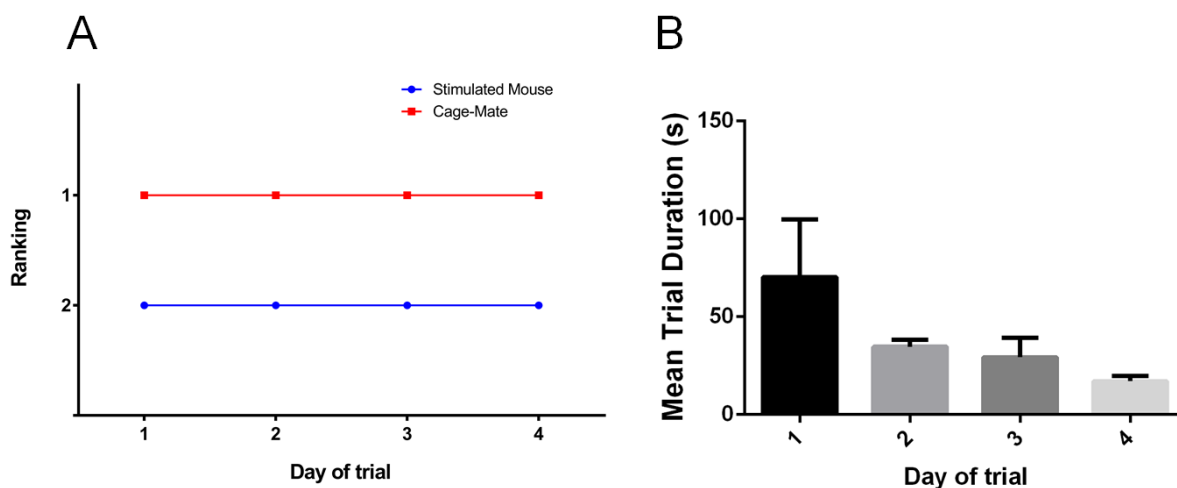 A
Stimulated Mouse
Cage-Mate
Ranking
1
2
1 2 3 4
Day of trial
B
Mean Trial Duration (s)
150
100
50
0
1 2 3 4
Day of trial